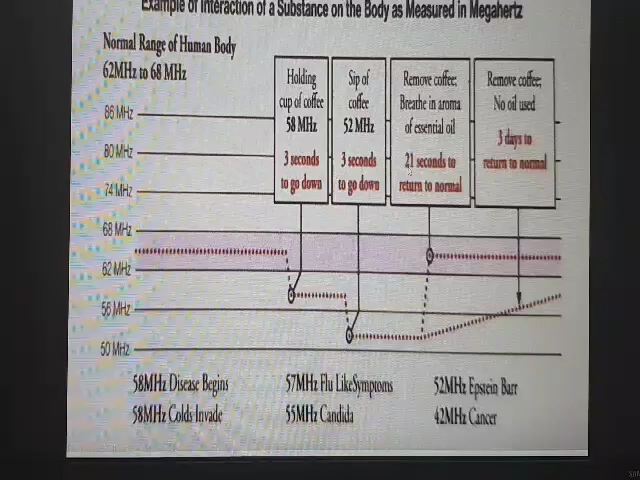 Example of Interaction of a Substance on the Body as Measured in Megahertz
Normal Range of Human Body
62MHz to 68 MHz
Holding
cup of coffee
58 MHz
3 seconds
to go down
Sip of
coffee
52 MHz
3 seconds
to go down
Remove coffee;
Breathe in aroma
of essential oil
21 seconds to
return to normal
Remove coffee;
No oil used
3 days to
return to normal
86 MHz
80 MHz
74 MHz
68 MHz
62 MHz
56 MHz
50 MHz
58MHz Disease Begins
57MHz Flu LikeSymptoms
52MHz Epstein Barr
58MHz Colds Invade
55MHz Candida
42MHz Cancer